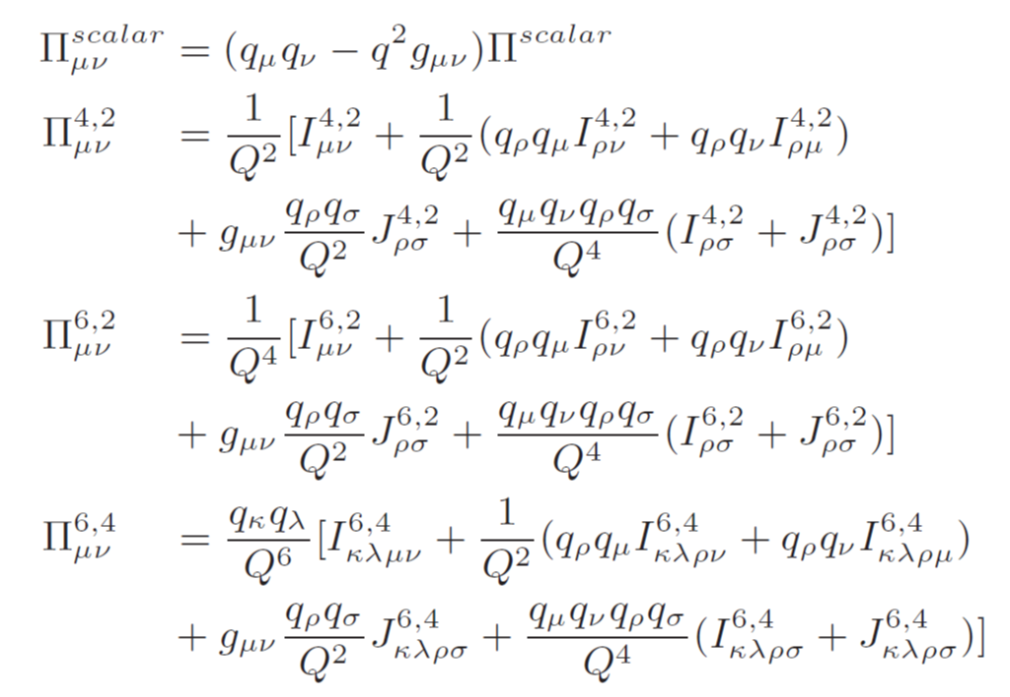 Π^{scalar}_{μν} = (q_μ q_ν − q^2 g_{μν})Π^{scalar}
Π^{4,2}_{μν} = \frac{1}{Q^2}[I^{4,2}_{μν} + \frac{1}{Q^2}(q_ρ q_μ I^{4,2}_{ρν} + q_ρ q_ν I^{4,2}_{ρμ})
+ g_{μν} \frac{q_ρ q_σ}{Q^2} J^{4,2}_{ρσ} + \frac{q_μ q_ν q_ρ q_σ}{Q^4}(I^{4,2}_{ρσ} + J^{4,2}_{ρσ})]
Π^{6,2}_{μν} = \frac{1}{Q^4}[I^{6,2}_{μν} + \frac{1}{Q^2}(q_ρ q_μ I^{6,2}_{ρν} + q_ρ q_ν I^{6,2}_{ρμ})
+ g_{μν} \frac{q_ρ q_σ}{Q^2} J^{6,2}_{ρσ} + \frac{q_μ q_ν q_ρ q_σ}{Q^4}(I^{6,2}_{ρσ} + J^{6,2}_{ρσ})]
Π^{6,4}_{μν} = \frac{q_κ q_λ}{Q^6}[I^{6,4}_{κλμν} + \frac{1}{Q^2}(q_ρ q_μ I^{6,4}_{κλρν} + q_ρ q_ν I^{6,4}_{κλρμ})
+ g_{μν} \frac{q_ρ q_σ}{Q^2} J^{6,4}_{κλρσ} + \frac{q_μ q_ν q_ρ q_σ}{Q^4}(I^{6,4}_{κλρσ} + J^{6,4}_{κλρσ})]